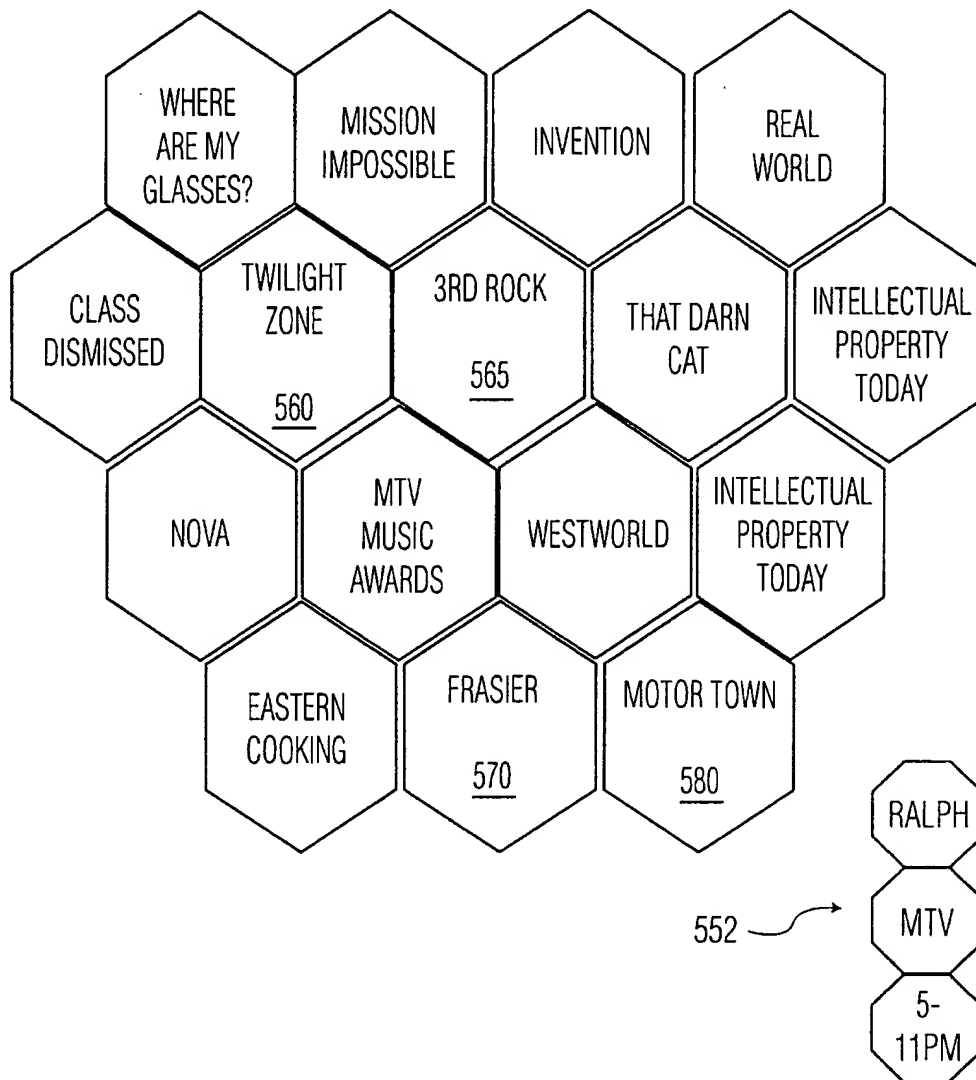 WHERE
ARE MY
GLASSES?
MISSION
IMPOSSIBLE
INVENTION
REAL
WORLD
CLASS
DISMISSED
TWILIGHT
ZONE
560
3RD ROCK
565
THAT DARN
CAT
INTELLECTUAL
PROPERTY
TODAY
NOVA
MTV
MUSIC
AWARDS
WESTWORLD
INTELLECTUAL
PROPERTY
TODAY
EASTERN
COOKING
FRASIER
570
MOTOR TOWN
580
552
RALPH
MTV
5-
11PM